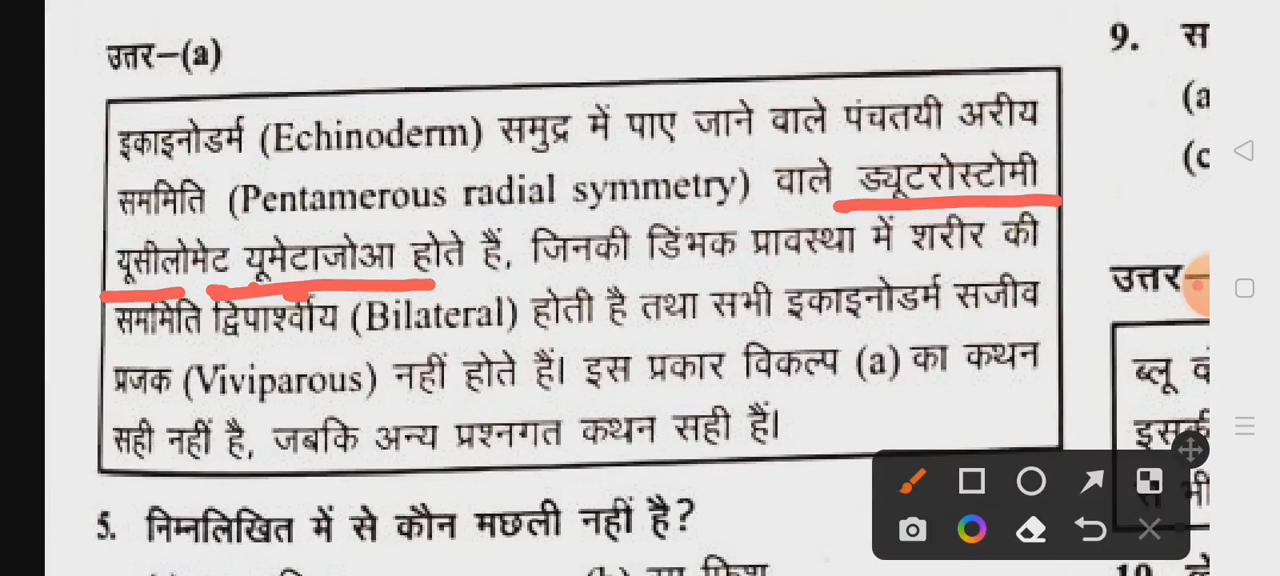 उत्तर–(a)
इकाइनोडर्म (Echinoderm) समुद्र में पाए जाने वाले पंचतयी अरीय
सममिति (Pentamerous radial symmetry) वाले ड्यूटरोस्टोमी
यूसीलोमेट यूमेटाजोआ होते हैं, जिनकी डिंभक प्रावस्था में शरीर की
सममिति द्विपार्श्वीय (Bilateral) होती है तथा सभी इकाइनोडर्म सजीव
प्रजक (Viviparous) नहीं होते हैं। इस प्रकार विकल्प (a) का कथन
सही नहीं है, जबकि अन्य प्रश्नगत कथन सही हैं।
5. निम्नलिखित में से कौन मछली नहीं है?
9. स
(a
(c
उत्तर–
ब्लू